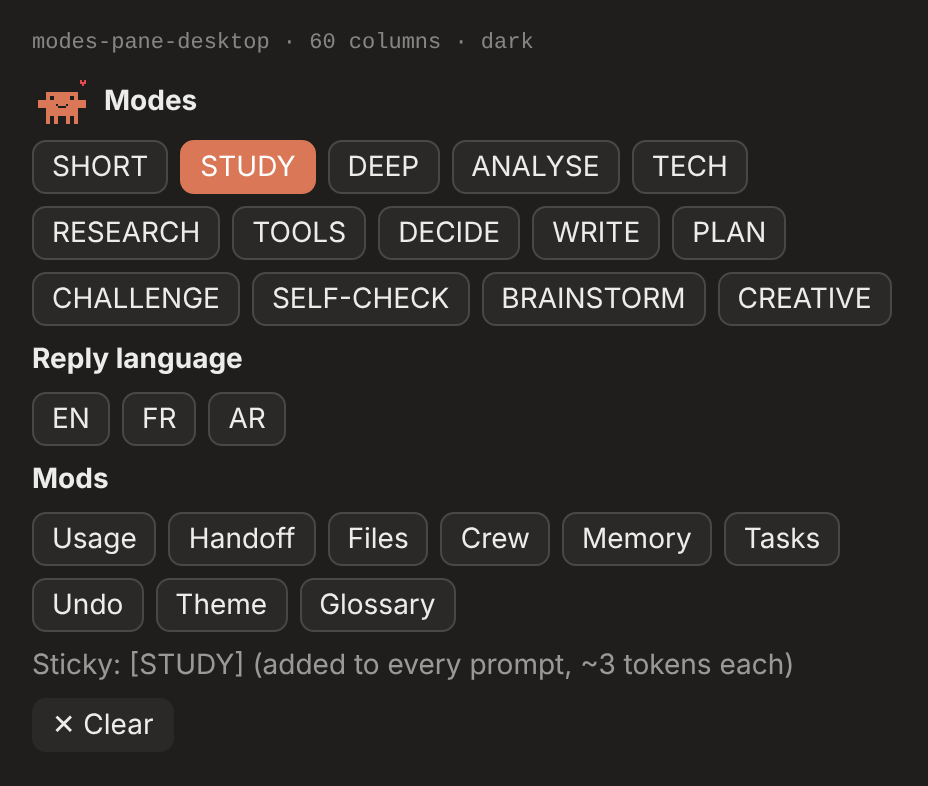 modes-pane-desktop · 60 columns · dark
Modes
SHORT STUDY DEEP ANALYSE TECH
RESEARCH TOOLS DECIDE WRITE PLAN
CHALLENGE SELF-CHECK BRAINSTORM CREATIVE
Reply language
EN FR AR
Mods
Usage Handoff Files Crew Memory Tasks
Undo Theme Glossary
Sticky: [STUDY] (added to every prompt, ~3 tokens each)
✕ Clear